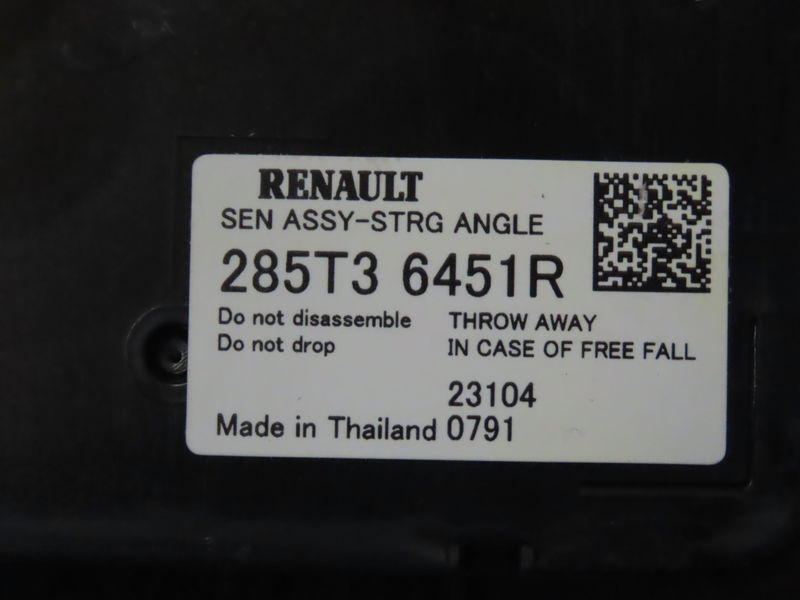 RENAULT
SEN ASSY-STRG ANGLE
285T3 6451R
Do not disassemble THROW AWAY
Do not drop IN CASE OF FREE FALL
23104
Made in Thailand 0791